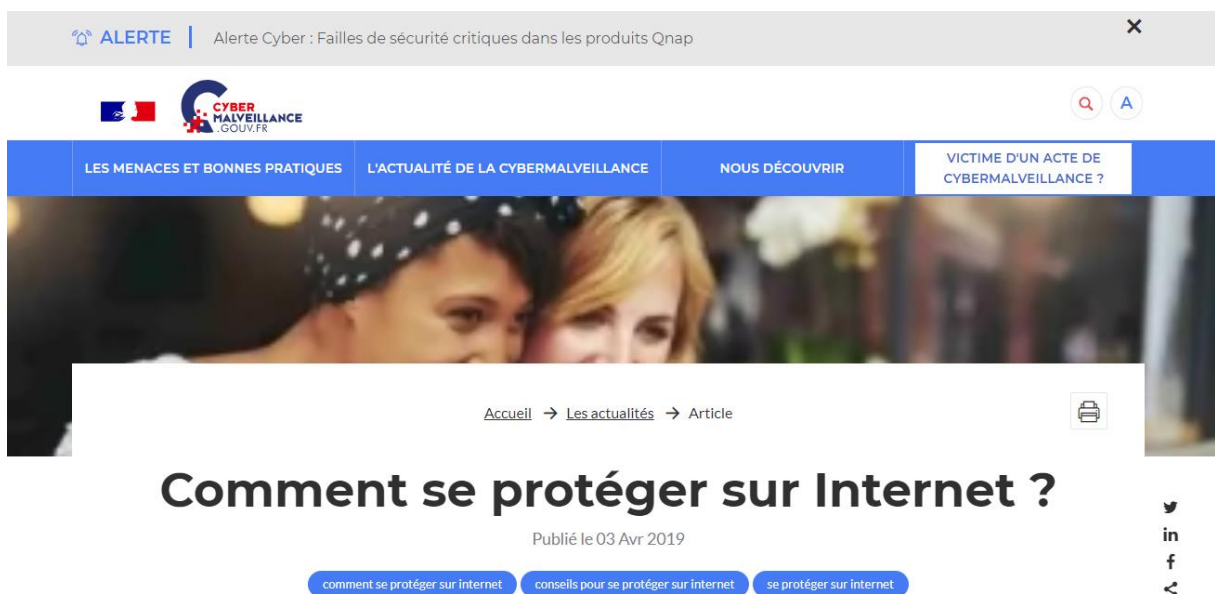 ALERTE Alerte Cyber : Failles de sécurité critiques dans les produits Qnap
CYBER
MALVEILLANCE
.GOUV.FR
A
LES MENACES ET BONNES PRATIQUES L'ACTUALITÉ DE LA CYBERMALVEILLANCE NOUS DÉCOUVRIR VICTIME D'UN ACTE DE
CYBERMALVEILLANCE ?
Accueil → Les actualités → Article
Comment se protéger sur Internet ?
Publié le 03 Avr 2019
comment se protéger sur internet conseils pour se protéger sur internet se protéger sur internet